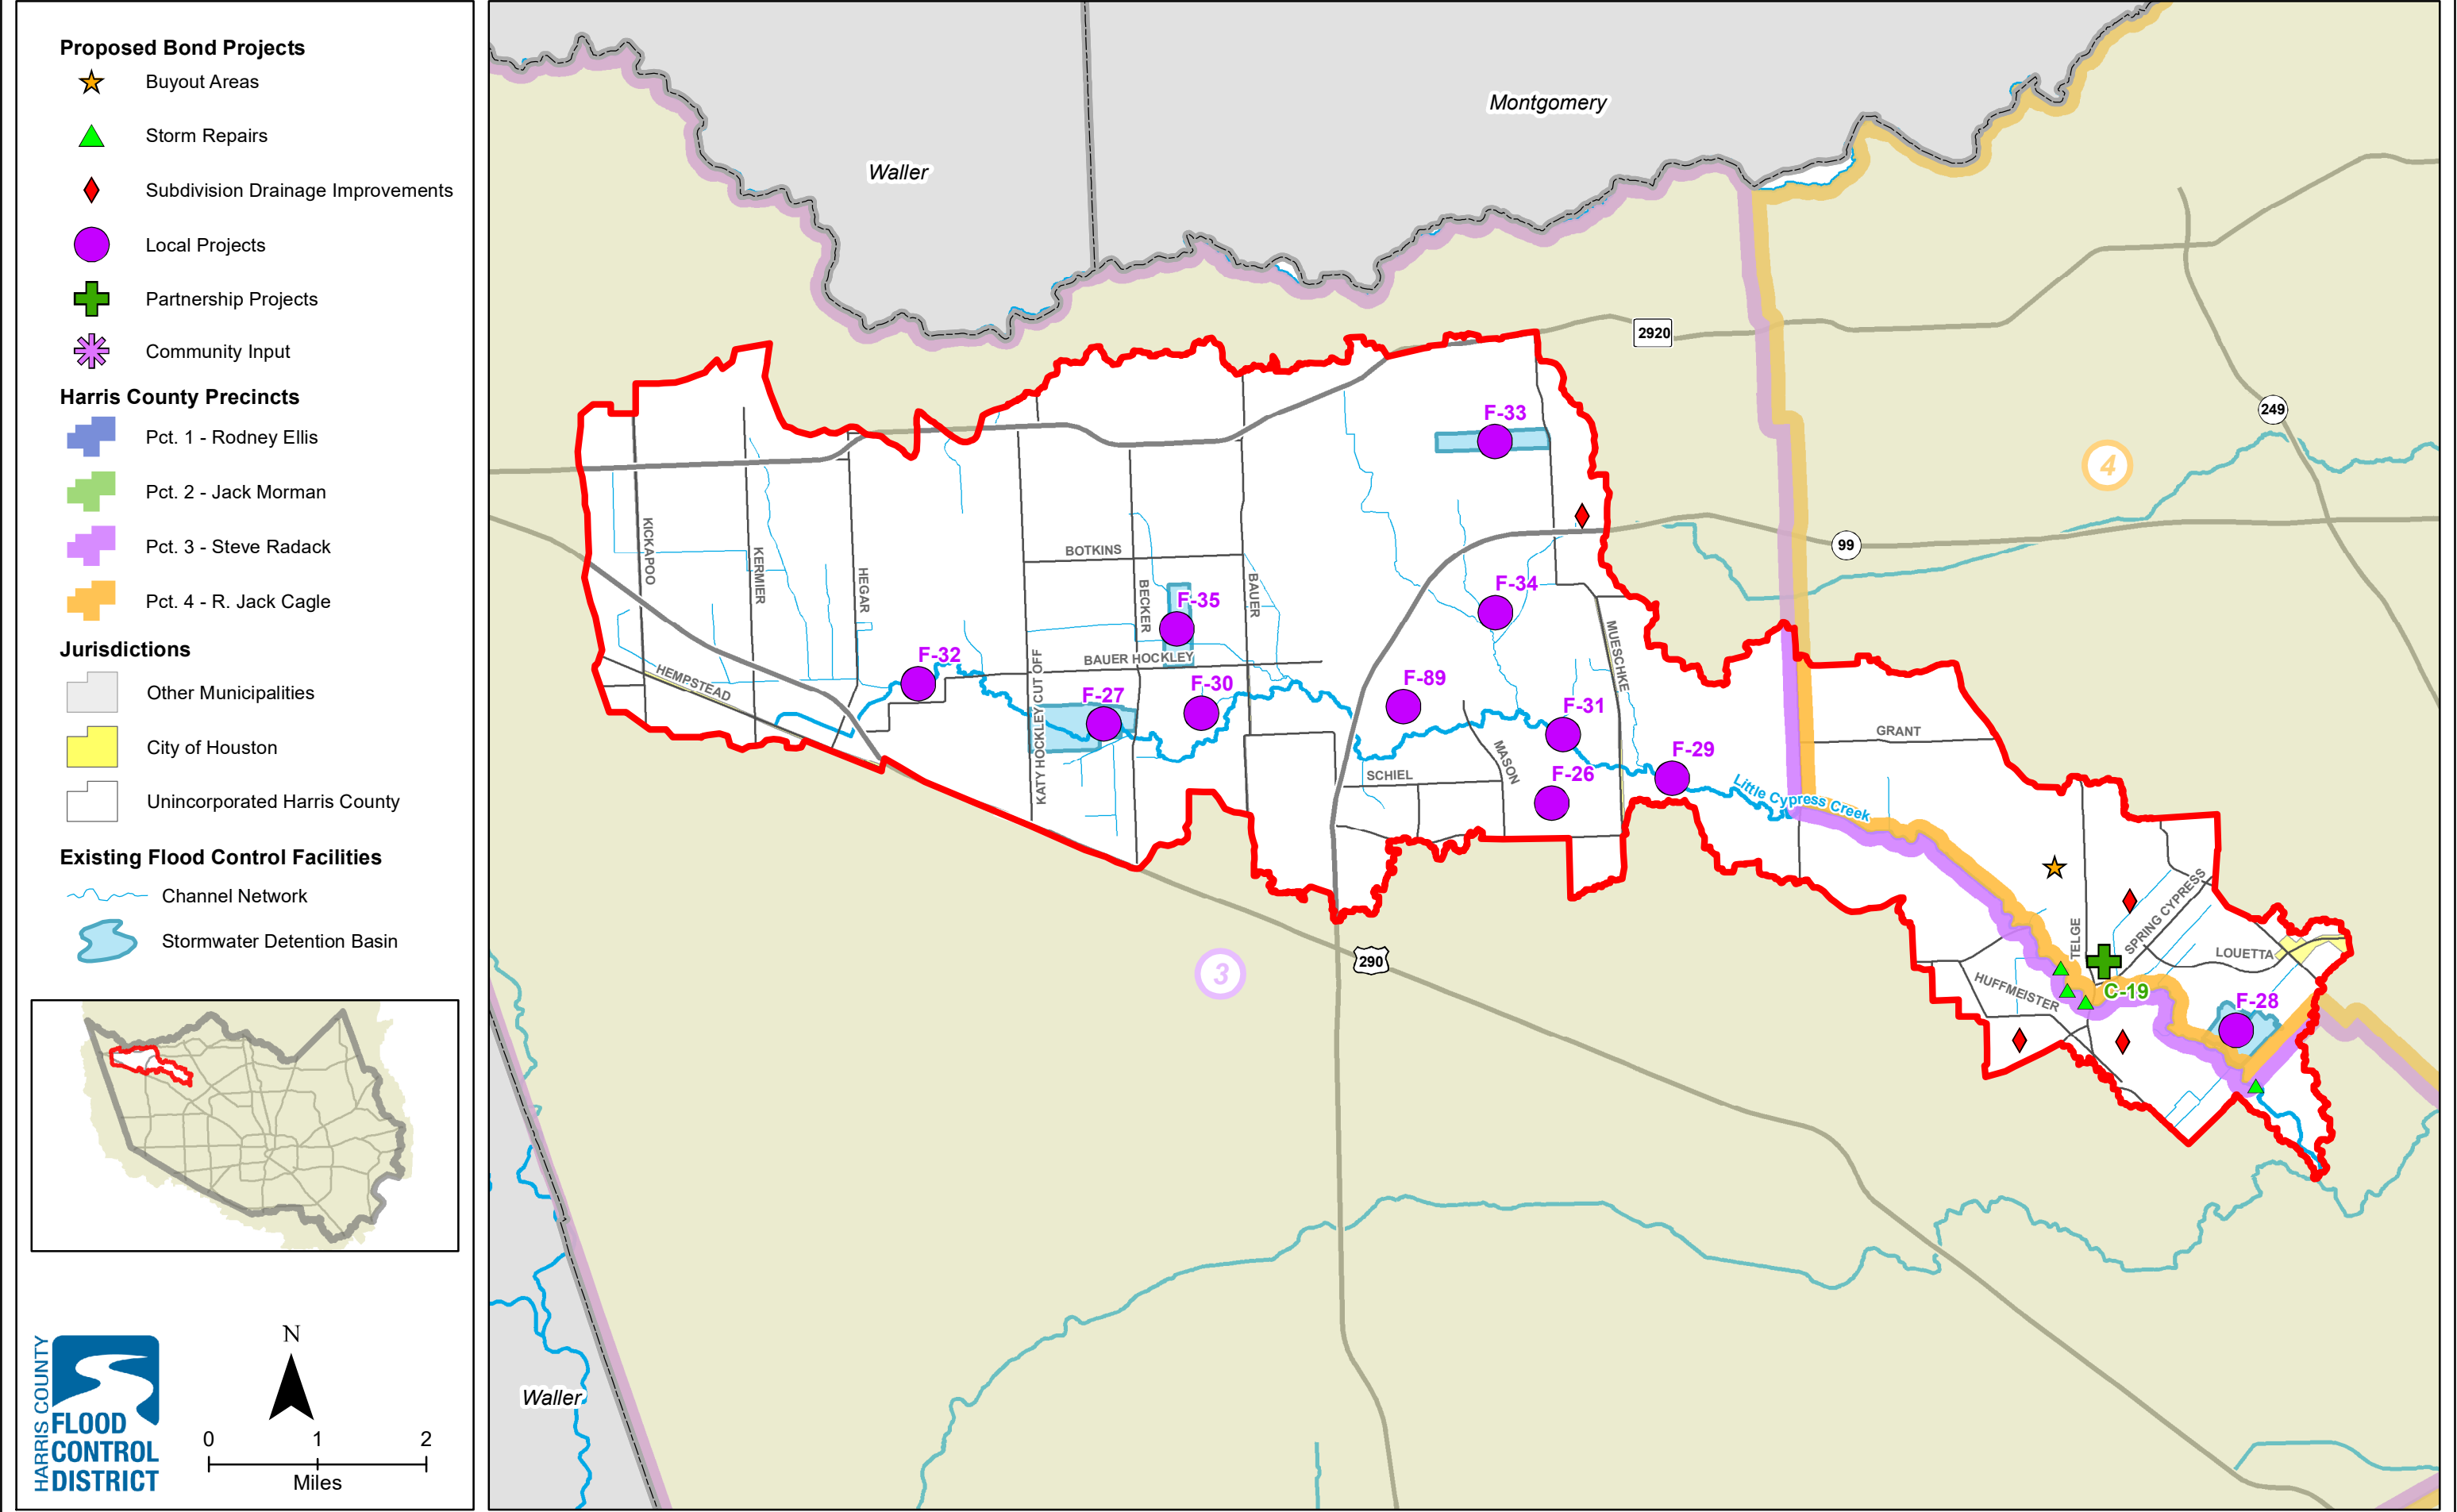 Proposed Bond Projects
Buyout Areas
Storm Repairs
Subdivision Drainage Improvements
Local Projects
Partnership Projects
Community Input
Harris County Precincts
Pct. 1 - Rodney Ellis
Pct. 2 - Jack Morman
Pct. 3 - Steve Radack
Pct. 4 - R. Jack Cagle
Jurisdictions
Other Municipalities
City of Houston
Unincorporated Harris County
Existing Flood Control Facilities
Channel Network
Stormwater Detention Basin
HARRIS COUNTY
FLOOD
CONTROL
DISTRICT
N
0 1 2
Miles
Montgomery
Waller
2920
249
F-33
4
99
KICKAPOO
KERMIER
HEGAR
BOTKINS
BECKER
BAUER
F-35
F-34
MUESCHKE
F-32
BAUER HOCKLEY
HEMPSTEAD
KATY HOCKLEY CUT OFF
F-27
F-30
F-89
F-31
GRANT
F-29
MASON
SCHIEL
F-26
Little Cypress Creek
SPRING CYPRESS
TELGE
LOUETTA
3
290
HUFFMEISTER
C-19
F-28
Waller